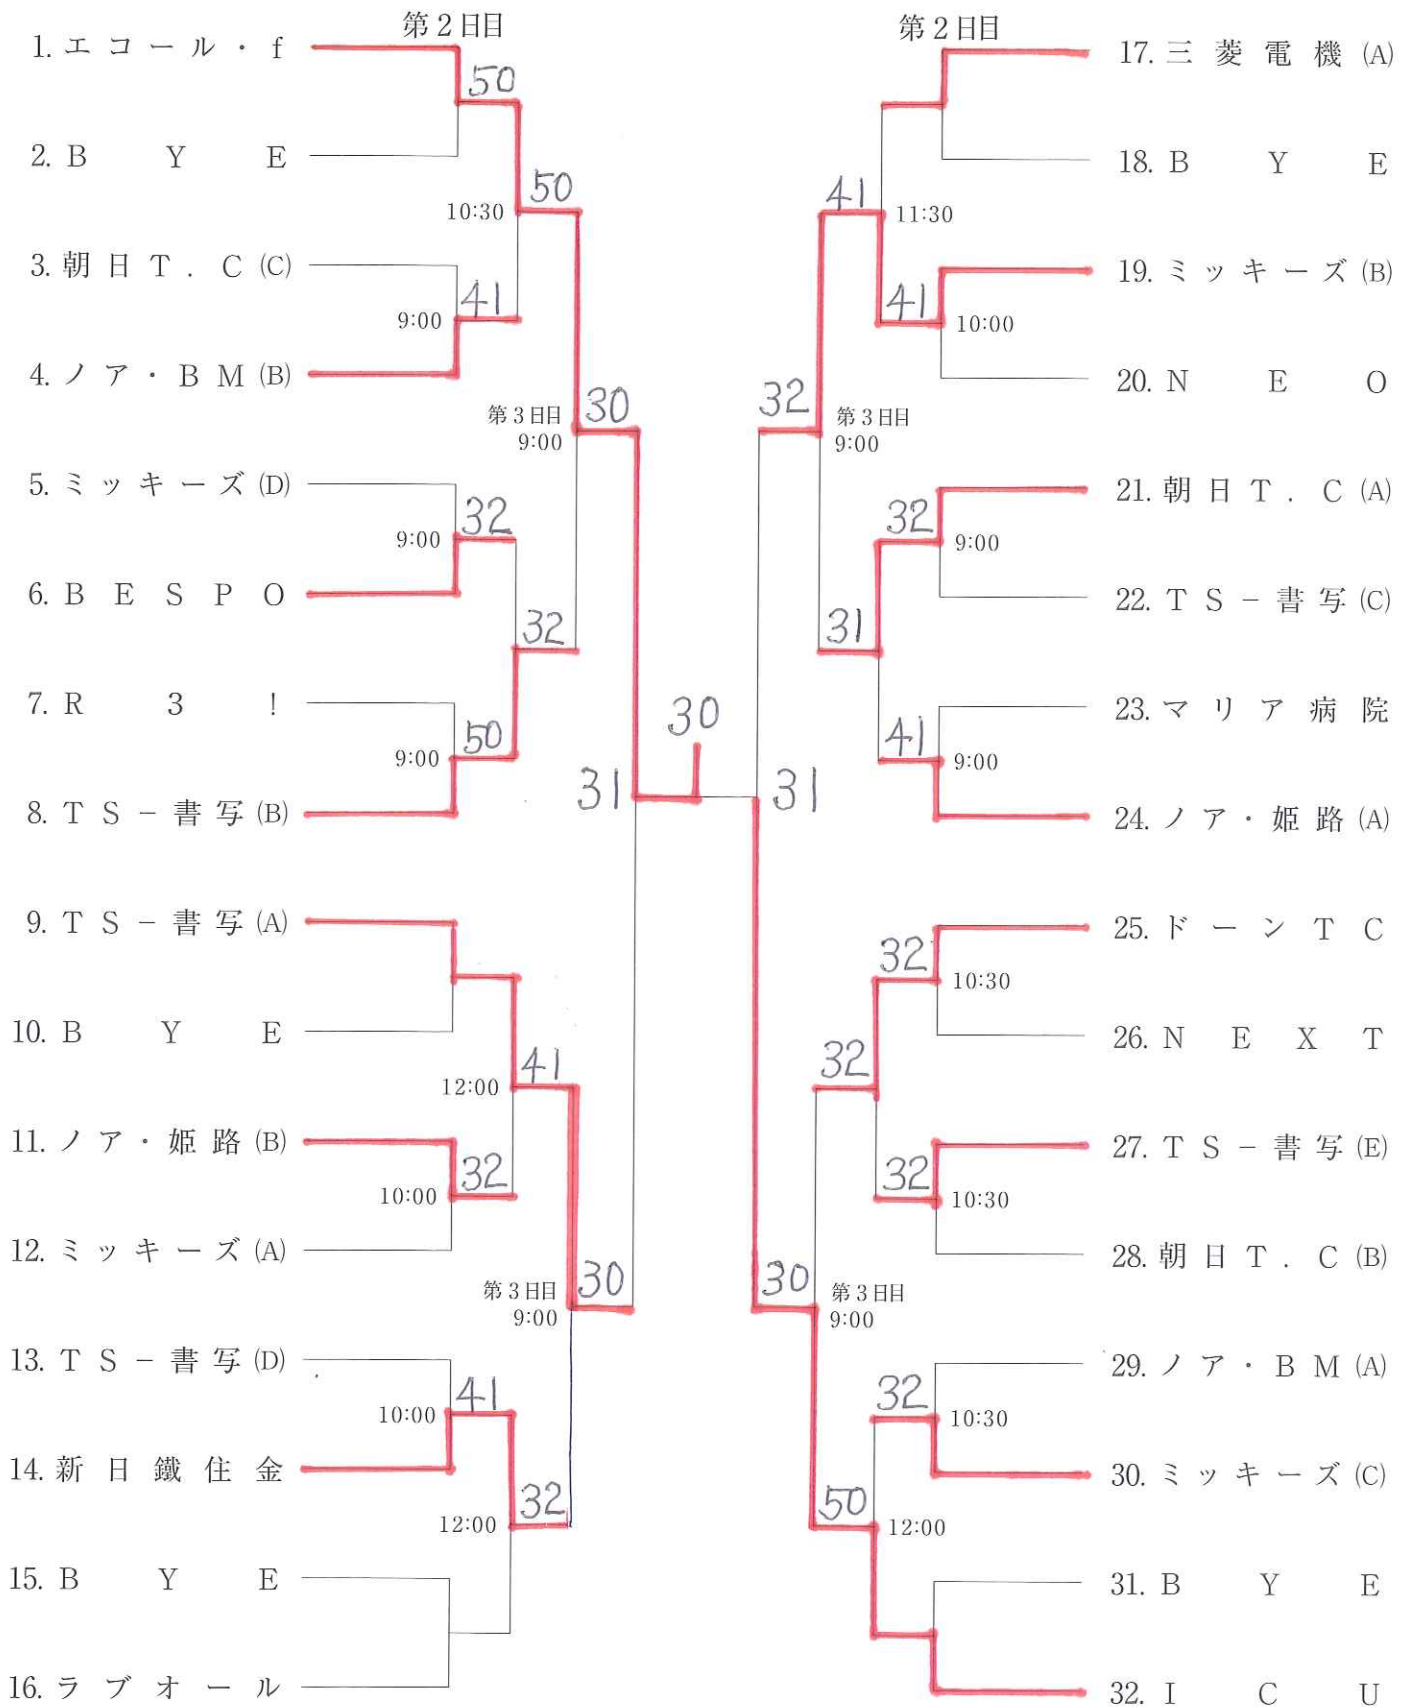 第2日目
1. エコール・f
50
2. B Y E
50
10:30
3. 朝日T.C(C)
41
9:00
4. ノア・BM(B)
第3日目
30
9:00
5. ミッキーズ(D)
32
9:00
6. BESPO
32
7. R 3 !
50
9:00
8. TS-書写(B)
31
9. TS-書写(A)
10. B Y E
41
12:00
11. ノア・姫路(B)
32
10:00
12. ミッキーズ(A)
第3日目
30
9:00
13. TS-書写(D)
41
10:00
14. 新日鐵住金
32
12:00
15. B Y E
16. ラブオール
30
第2日目
17. 三菱電機(A)
18. B Y E
41
11:30
19. ミッキーズ(B)
41
10:00
20. N E O
32
第3日目
9:00
21. 朝日T.C(A)
32
9:00
22. TS-書写(C)
31
23. マリア病院
41
9:00
31
24. ノア・姫路(A)
25. ドーンTC
32
10:30
26. NEXT
32
27. TS-書写(E)
32
10:30
28. 朝日T.C(B)
30
第3日目
9:00
29. ノア・BM(A)
32
10:30
30. ミッキーズ(C)
50
12:00
31. B Y E
32. I C U